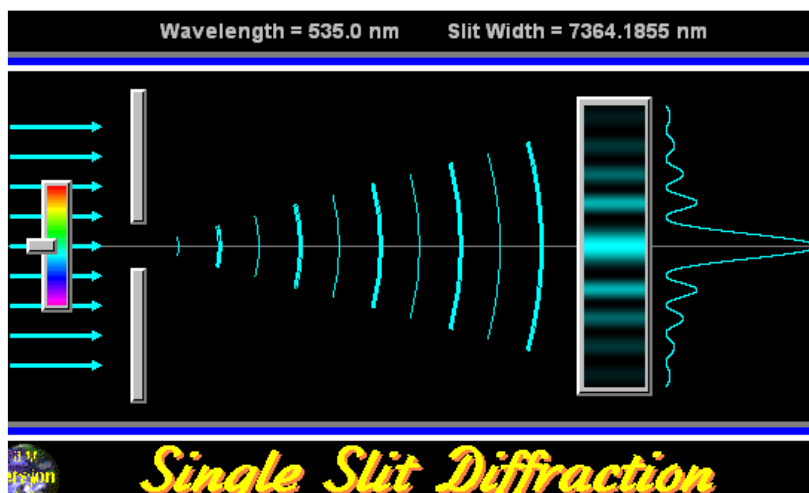 Wavelength = 535.0 nm Slit Width = 7364.1855 nm
Single Slit Diffraction